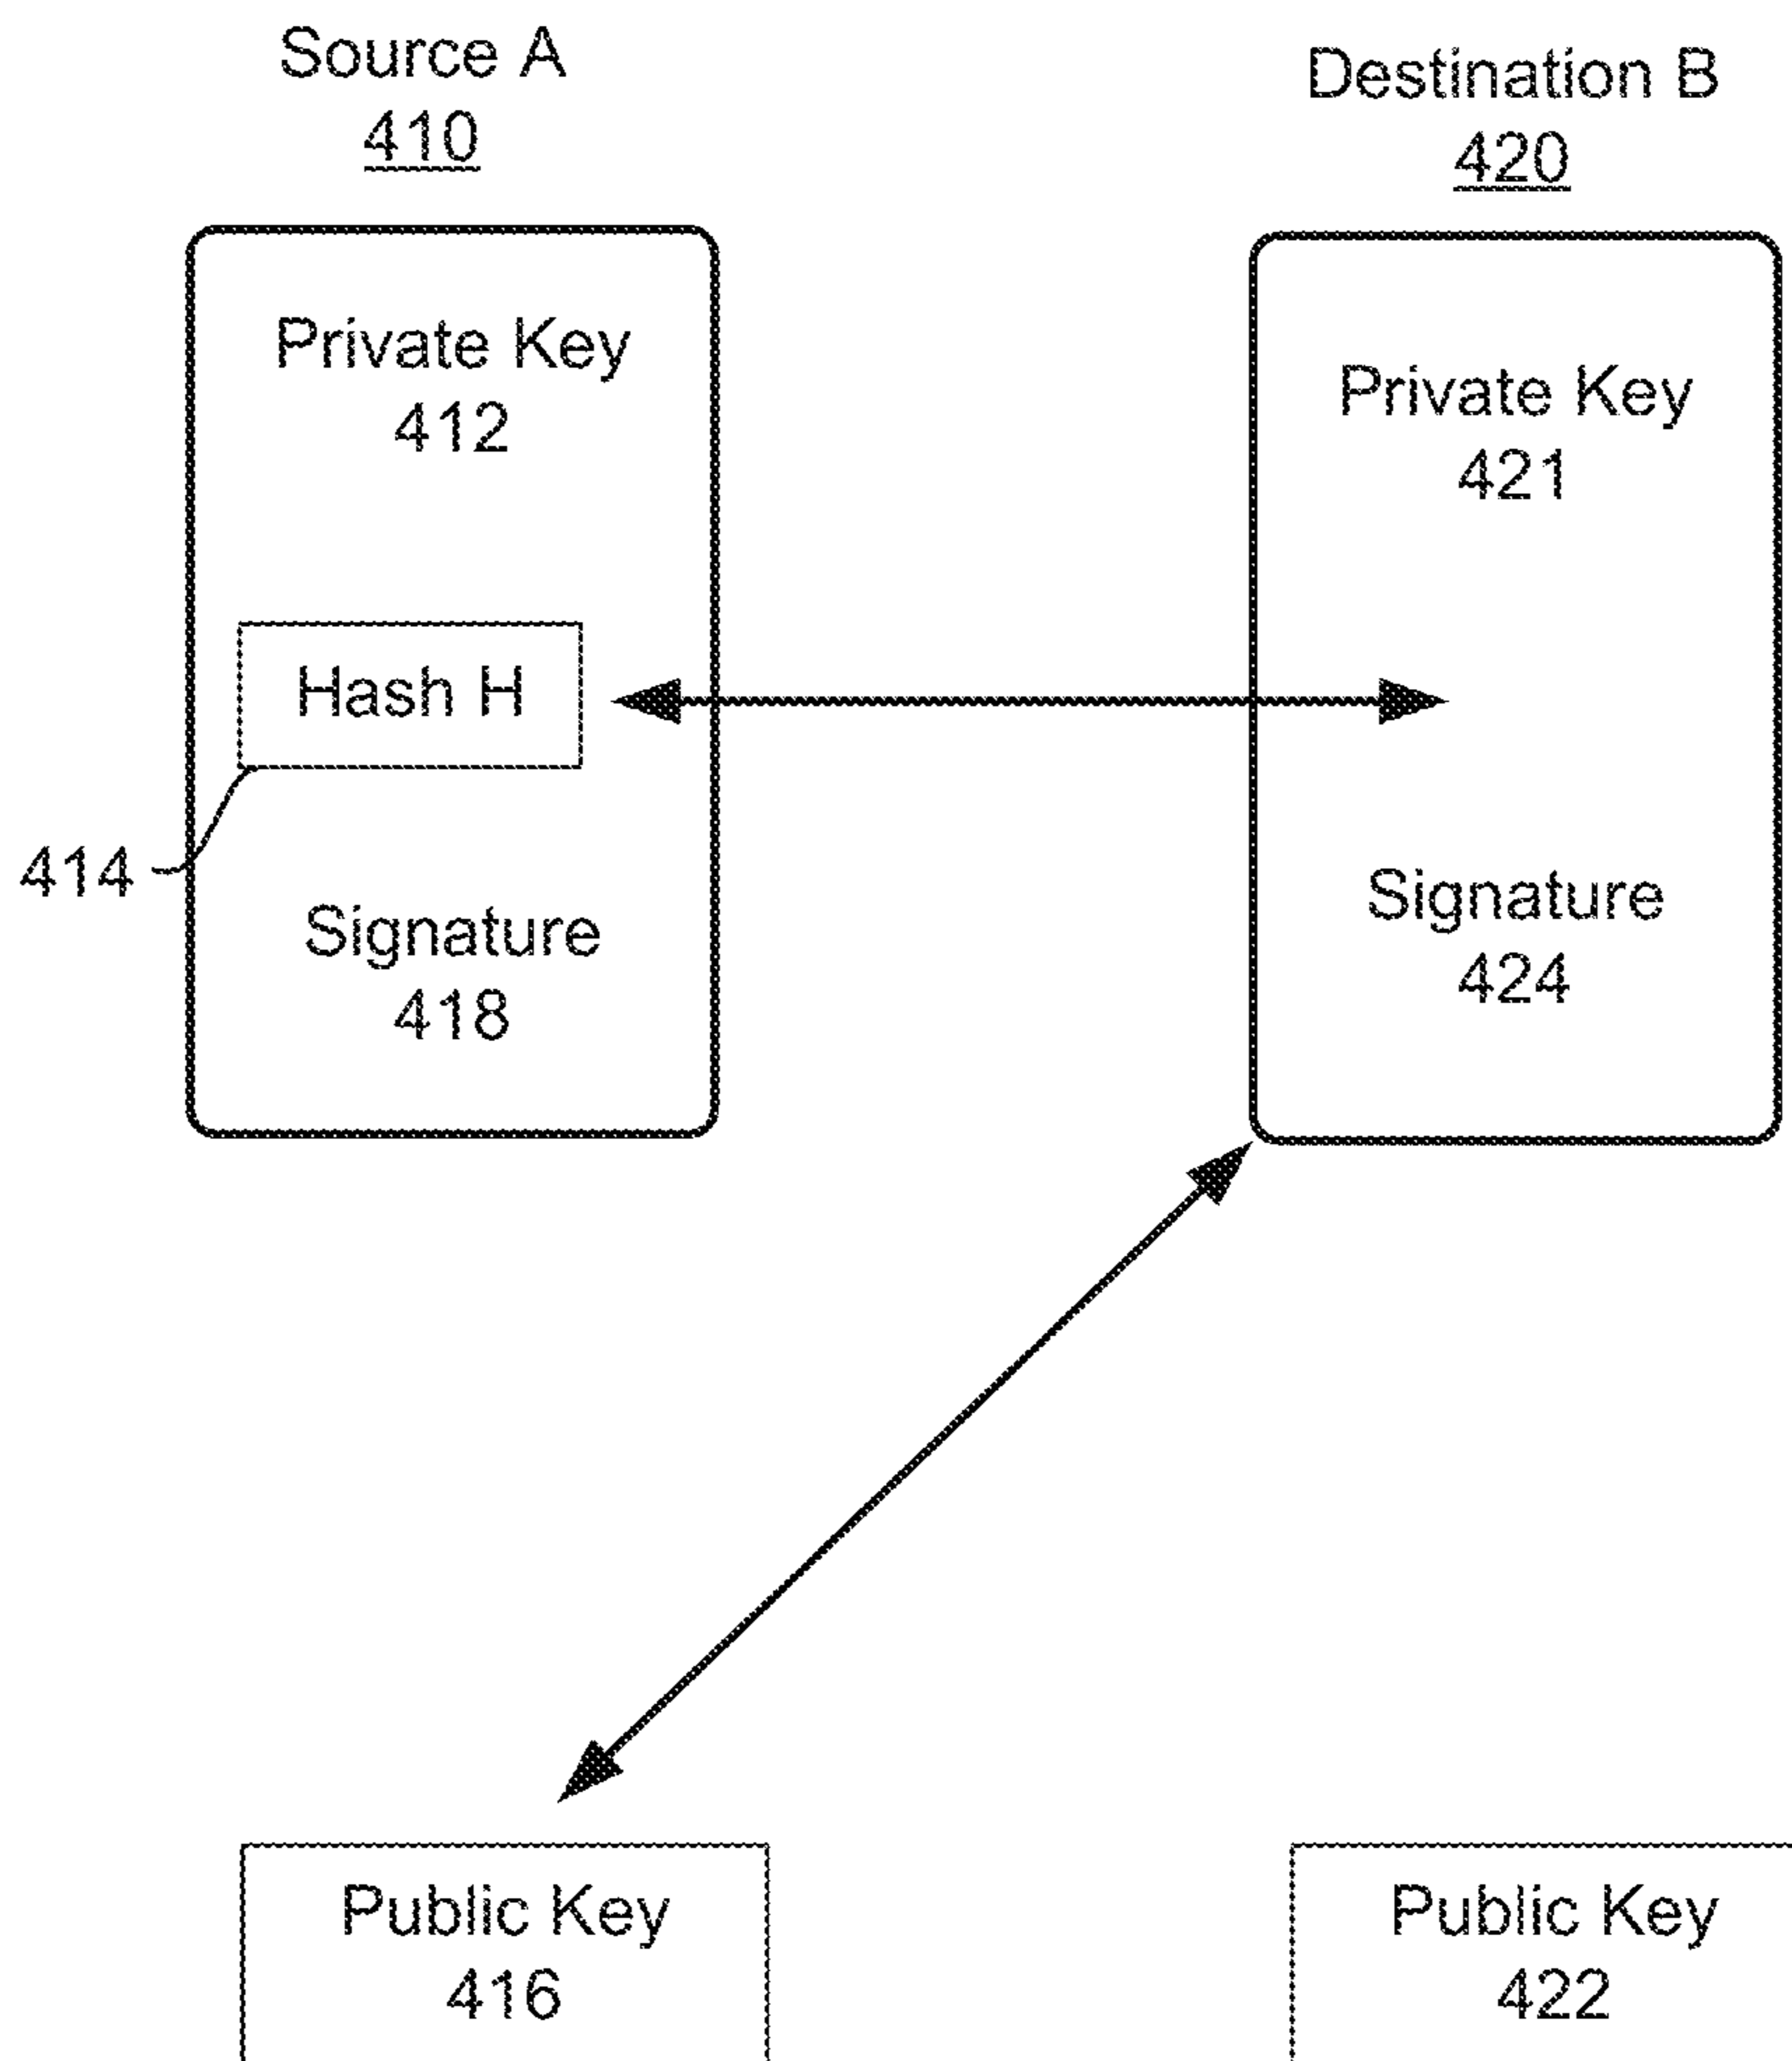 Source A
410
Destination B
420
Private Key
412
Private Key
421
Hash H
414
Signature
418
Signature
424
Public Key
416
Public Key
422